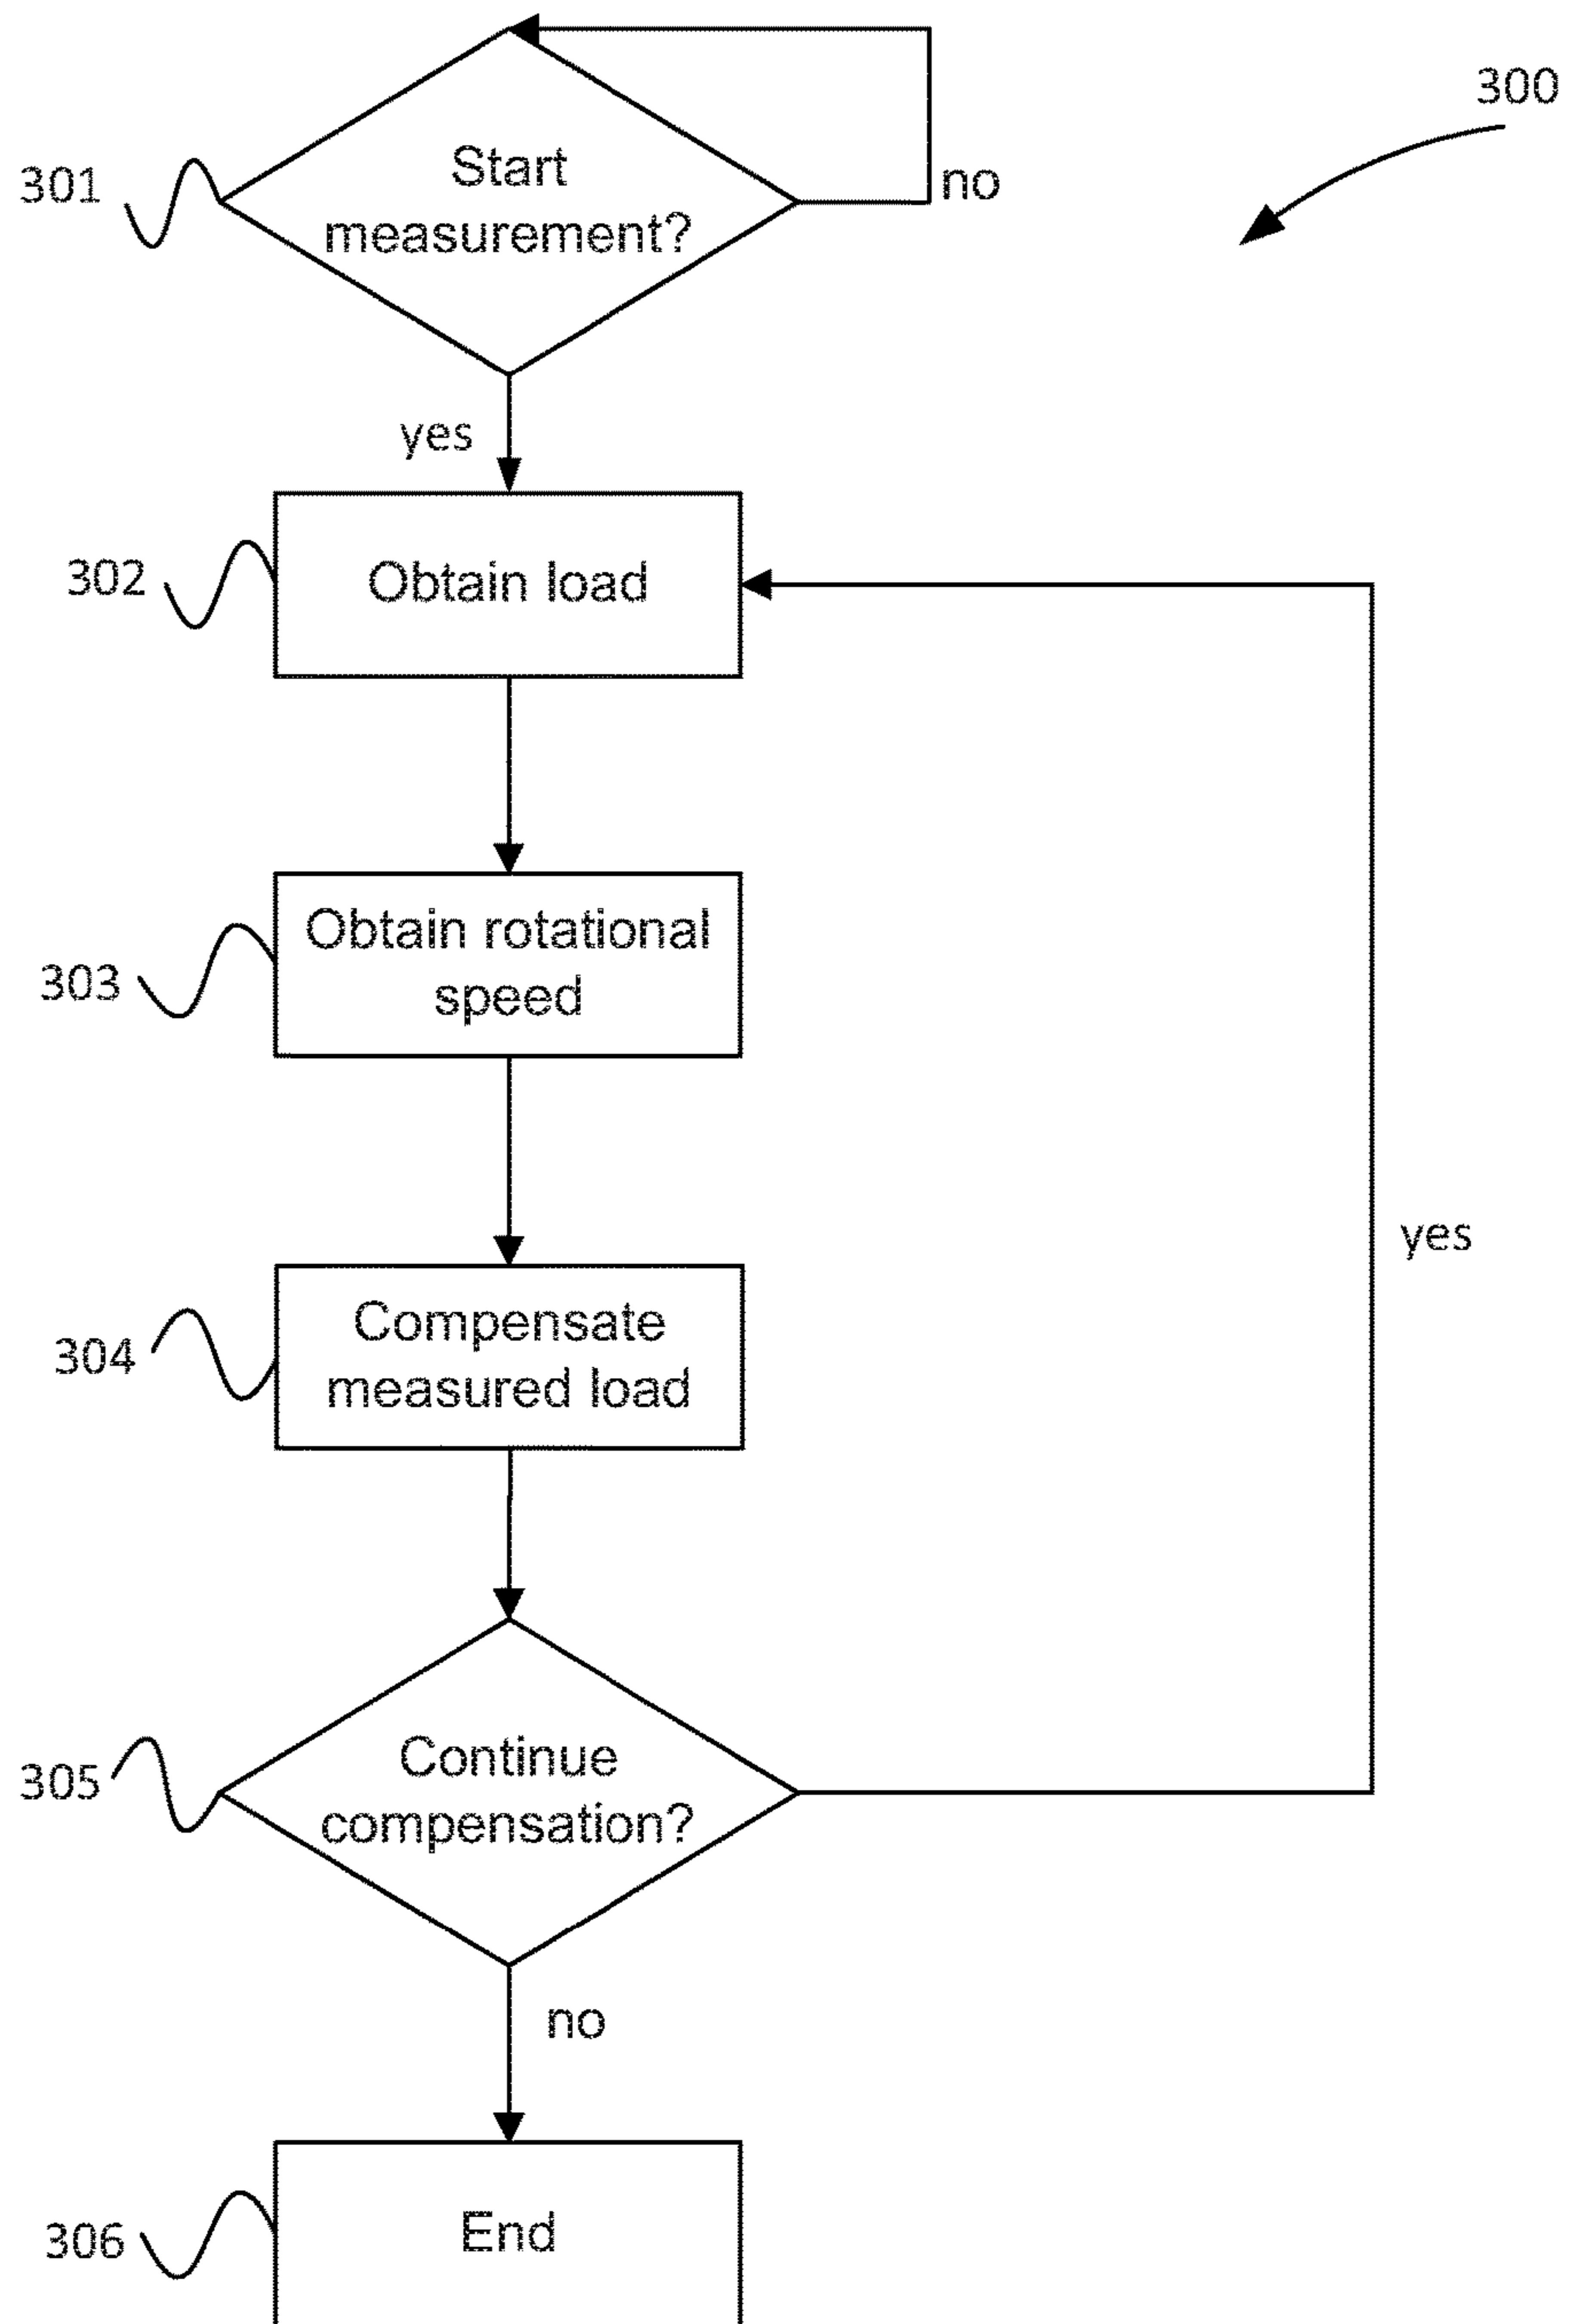 300
301
Start
measurement?
no
yes
302
Obtain load
303
Obtain rotational
speed
304
Compensate
measured load
yes
305
Continue
compensation?
no
306
End